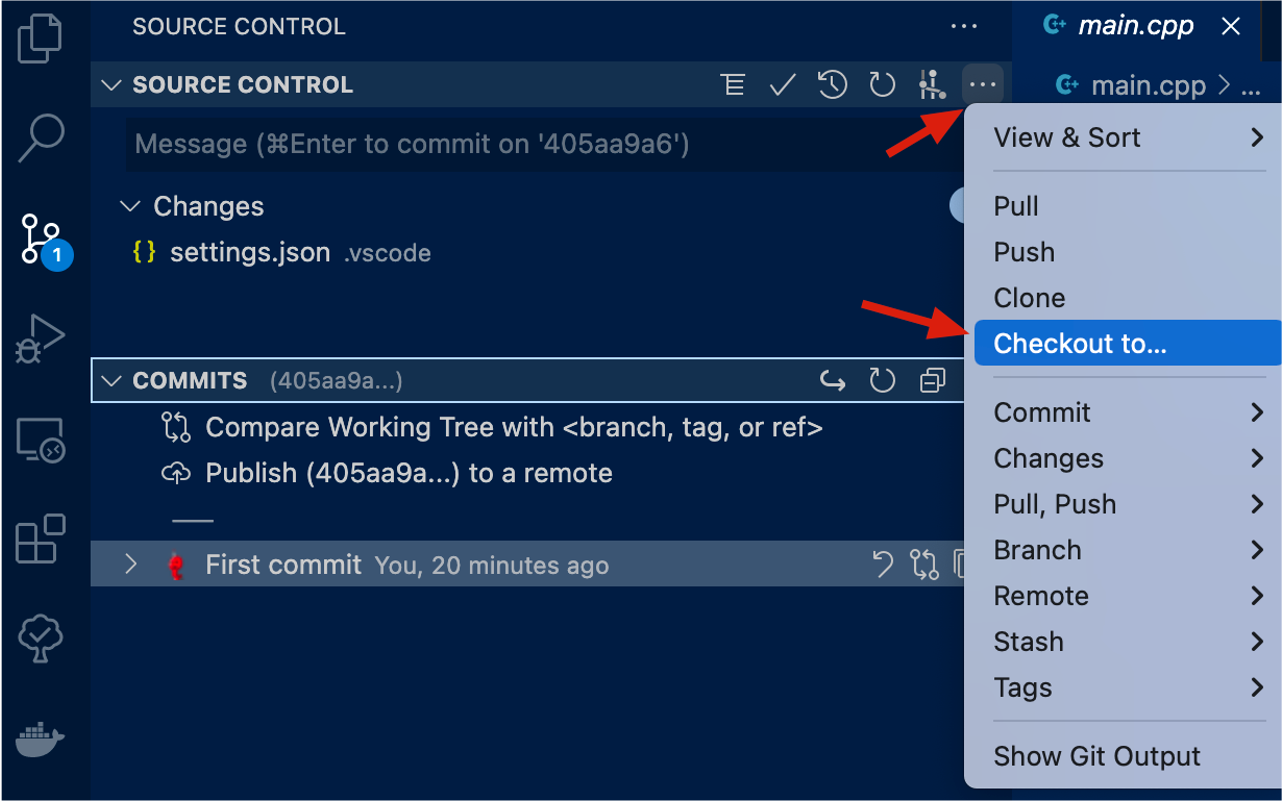 SOURCE CONTROL ...
main.cpp
SOURCE CONTROL ...
main.cpp > ...
Message (⌘Enter to commit on '405aa9a6')
Changes
{} settings.json .vscode
1
COMMITS (405aa9a...)
Compare Working Tree with <branch, tag, or ref>
Publish (405aa9a...) to a remote
First commit You, 20 minutes ago
View & Sort
Pull
Push
Clone
Checkout to...
Commit
Changes
Pull, Push
Branch
Remote
Stash
Tags
Show Git Output